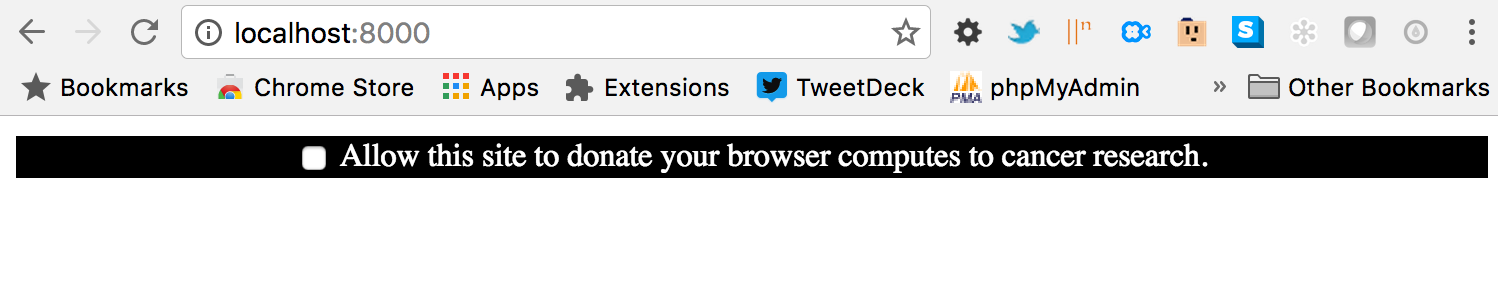 localhost:8000
Bookmarks Chrome Store Apps Extensions TweetDeck PMA phpMyAdmin » Other Bookmarks
Allow this site to donate your browser computes to cancer research.